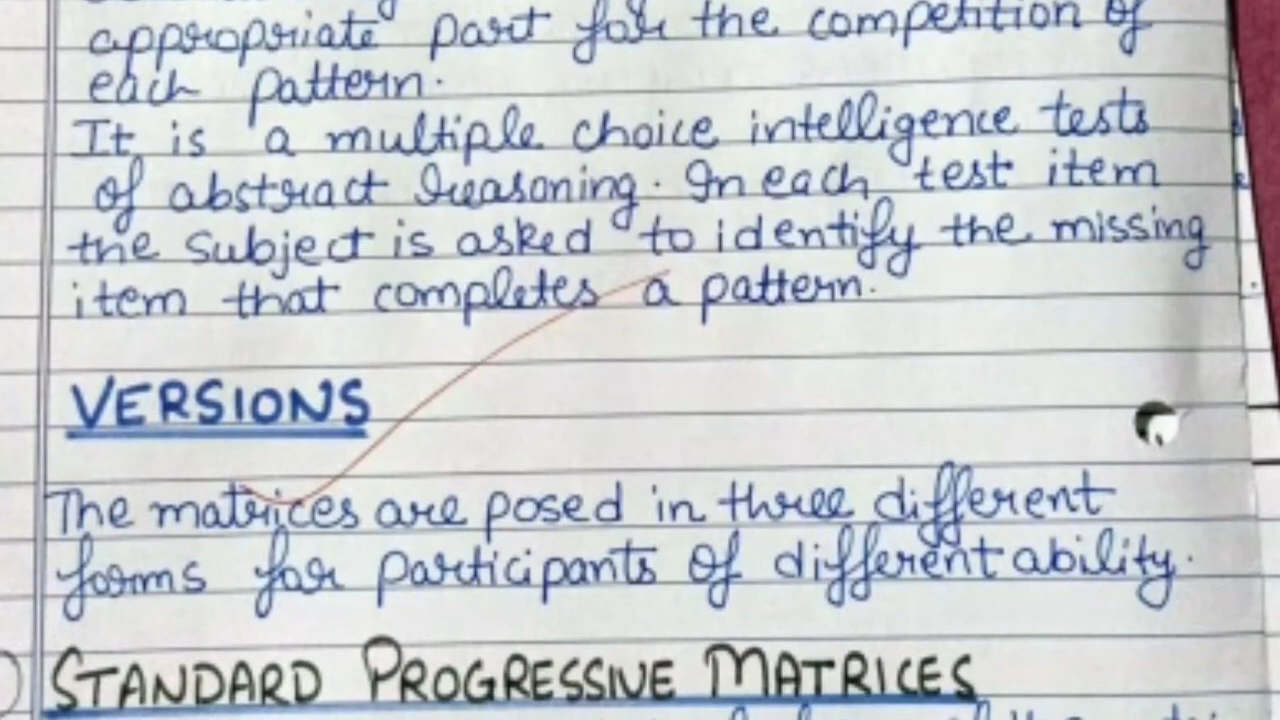 appropriate part for the competition of
each pattern.
It is a multiple choice intelligence tests
of abstract reasoning. In each test item
the subject is asked to identify the missing
item that completes a pattern.
VERSIONS
The matrices are posed in three different
forms for participants of different ability.
STANDARD PROGRESSIVE MATRICES